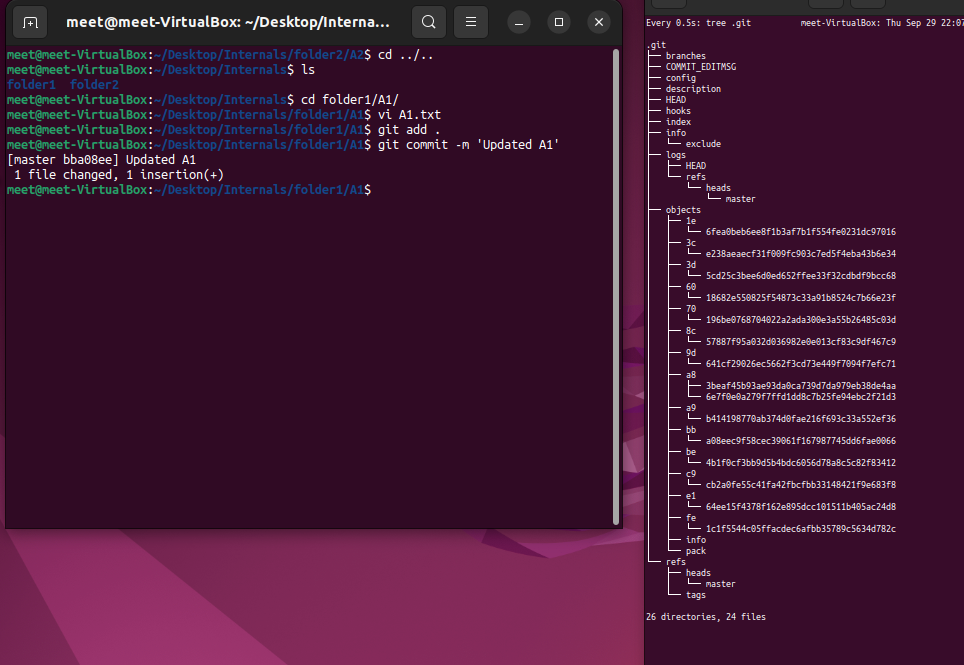 meet@meet-VirtualBox: ~/Desktop/Interna...
meet@meet-VirtualBox:~/Desktop/Internals/folder2/A2$ cd ../..
meet@meet-VirtualBox:~/Desktop/Internals$ ls
folder1  folder2
meet@meet-VirtualBox:~/Desktop/Internals$ cd folder1/A1/
meet@meet-VirtualBox:~/Desktop/Internals/folder1/A1$ vi A1.txt
meet@meet-VirtualBox:~/Desktop/Internals/folder1/A1$ git add .
meet@meet-VirtualBox:~/Desktop/Internals/folder1/A1$ git commit -m 'Updated A1'
[master bba08ee] Updated A1
 1 file changed, 1 insertion(+)
meet@meet-VirtualBox:~/Desktop/Internals/folder1/A1$
Every 0.5s: tree .git meet-VirtualBox: Thu Sep 29 22:07
.git
├── branches
├── COMMIT_EDITMSG
├── config
├── description
├── HEAD
├── hooks
├── index
├── info
│   └── exclude
├── logs
│   ├── HEAD
│   └── refs
│       └── heads
│           └── master
├── objects
│   ├── 1e
│   │   └── 6fea0beb6ee8f1b3af7b1f554fe0231dc97016
│   ├── 3c
│   │   └── e238aeaecf31f009fc903c7ed5f4eba43b6e34
│   ├── 3d
│   │   └── 5cd25c3bee6d0ed652ffee33f32cdbdf9bcc68
│   ├── 60
│   │   └── 18682e550825f54873c33a91b8524c7b66e23f
│   ├── 70
│   │   └── 196be0768704022a2ada300e3a55b26485c03d
│   ├── 8c
│   │   └── 57887f95a032d036982e0e013cf83c9df467c9
│   ├── 9d
│   │   └── 641cf29026ec5662f3cd73e449f7094f7efc71
│   ├── a8
│   │   ├── 3beaf45b93ae93da0ca739d7da979eb38de4aa
│   │   └── 6e7f0e0a279f7ffd1dd8c7b25fe94ebc2f21d3
│   ├── a9
│   │   └── b414198770ab374d0fae216f693c33a552ef36
│   ├── bb
│   │   └── a08eec9f58cec39061f167987745dd6fae0066
│   ├── be
│   │   └── 4b1f0cf3bb9d5b4bdc6056d78a8c5c82f83412
│   ├── c9
│   │   └── cb2a0fe55c41fa42fbcfbb33148421f9e683f8
│   ├── e1
│   │   └── 64ee15f4378f162e895dcc101511b405ac24d8
│   ├── fe
│   │   └── 1c1f5544c05ffacdec6afbb35789c5634d782c
│   ├── info
│   └── pack
└── refs
    ├── heads
    │   └── master
    └── tags
26 directories, 24 files